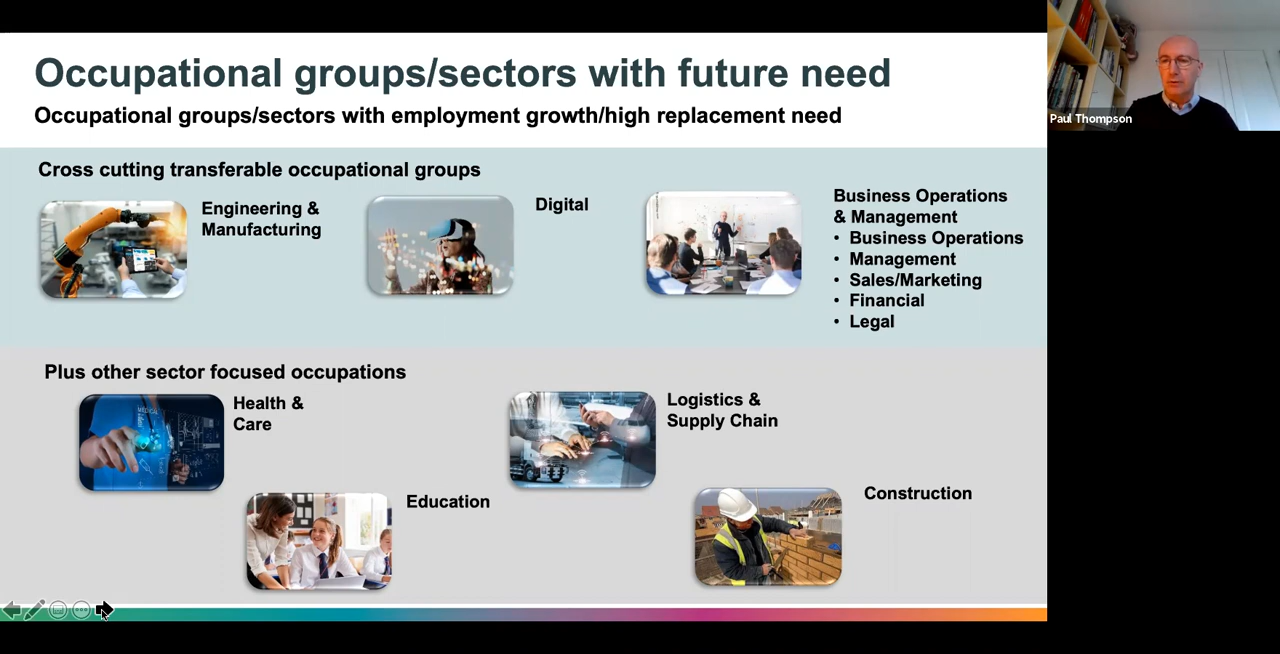 Occupational groups/sectors with future need
Occupational groups/sectors with employment growth/high replacement need
Cross cutting transferable occupational groups
Engineering &
Manufacturing
Digital
Business Operations
& Management
• Business Operations
• Management
• Sales/Marketing
• Financial
• Legal
Plus other sector focused occupations
Health &
Care
Logistics &
Supply Chain
Education
Construction
Paul Thompson